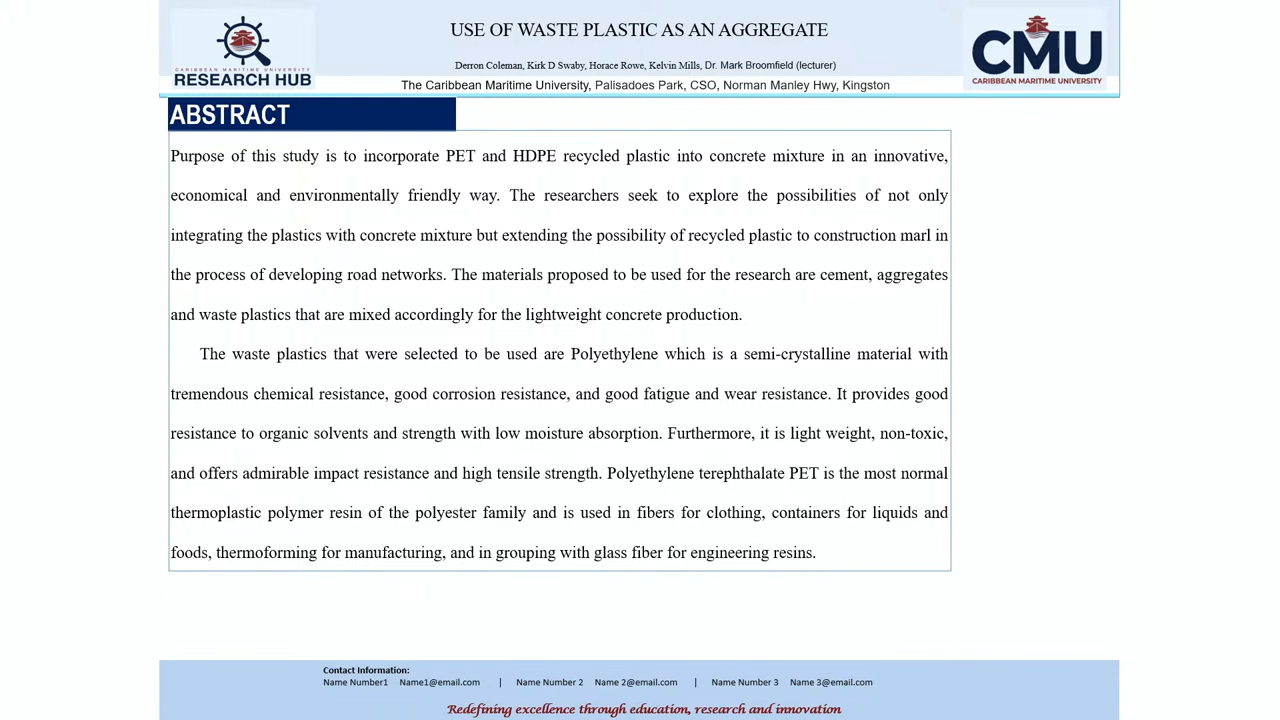 USE OF WASTE PLASTIC AS AN AGGREGATE
CARIBBEAN MARITIME UNIVERSITY
RESEARCH HUB
Derron Coleman, Kirk D Swaby, Horace Rowe, Kelvin Mills, Dr. Mark Broomfield (lecturer)
The Caribbean Maritime University, Palisadoes Park, CSO, Norman Manley Hwy, Kingston
CMU
CARIBBEAN MARITIME UNIVERSITY
ABSTRACT
Purpose of this study is to incorporate PET and HDPE recycled plastic into concrete mixture in an innovative,
economical and environmentally friendly way. The researchers seek to explore the possibilities of not only
integrating the plastics with concrete mixture but extending the possibility of recycled plastic to construction marl in
the process of developing road networks. The materials proposed to be used for the research are cement, aggregates
and waste plastics that are mixed accordingly for the lightweight concrete production.
The waste plastics that were selected to be used are Polyethylene which is a semi-crystalline material with
tremendous chemical resistance, good corrosion resistance, and good fatigue and wear resistance. It provides good
resistance to organic solvents and strength with low moisture absorption. Furthermore, it is light weight, non-toxic,
and offers admirable impact resistance and high tensile strength. Polyethylene terephthalate PET is the most normal
thermoplastic polymer resin of the polyester family and is used in fibers for clothing, containers for liquids and
foods, thermoforming for manufacturing, and in grouping with glass fiber for engineering resins.
Contact Information:
Name Number1 Name1@email.com | Name Number 2 Name 2@email.com | Name Number 3 Name 3@email.com
Redefining excellence through education, research and innovation